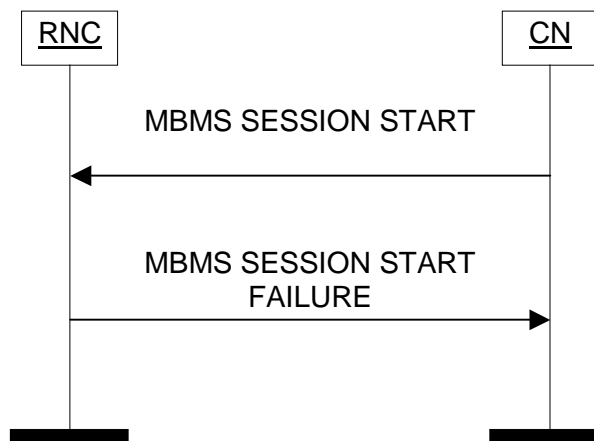 RNC
CN
MBMS SESSION START
MBMS SESSION START
FAILURE